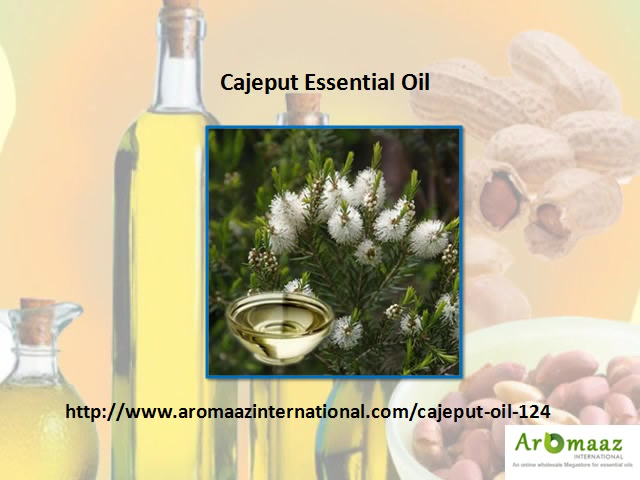 Cajeput Essential Oil
http://www.aromaazinternational.com/cajeput-oil-124
Aromaaz
INTERNATIONAL
An online wholesale Megastore for essential oils